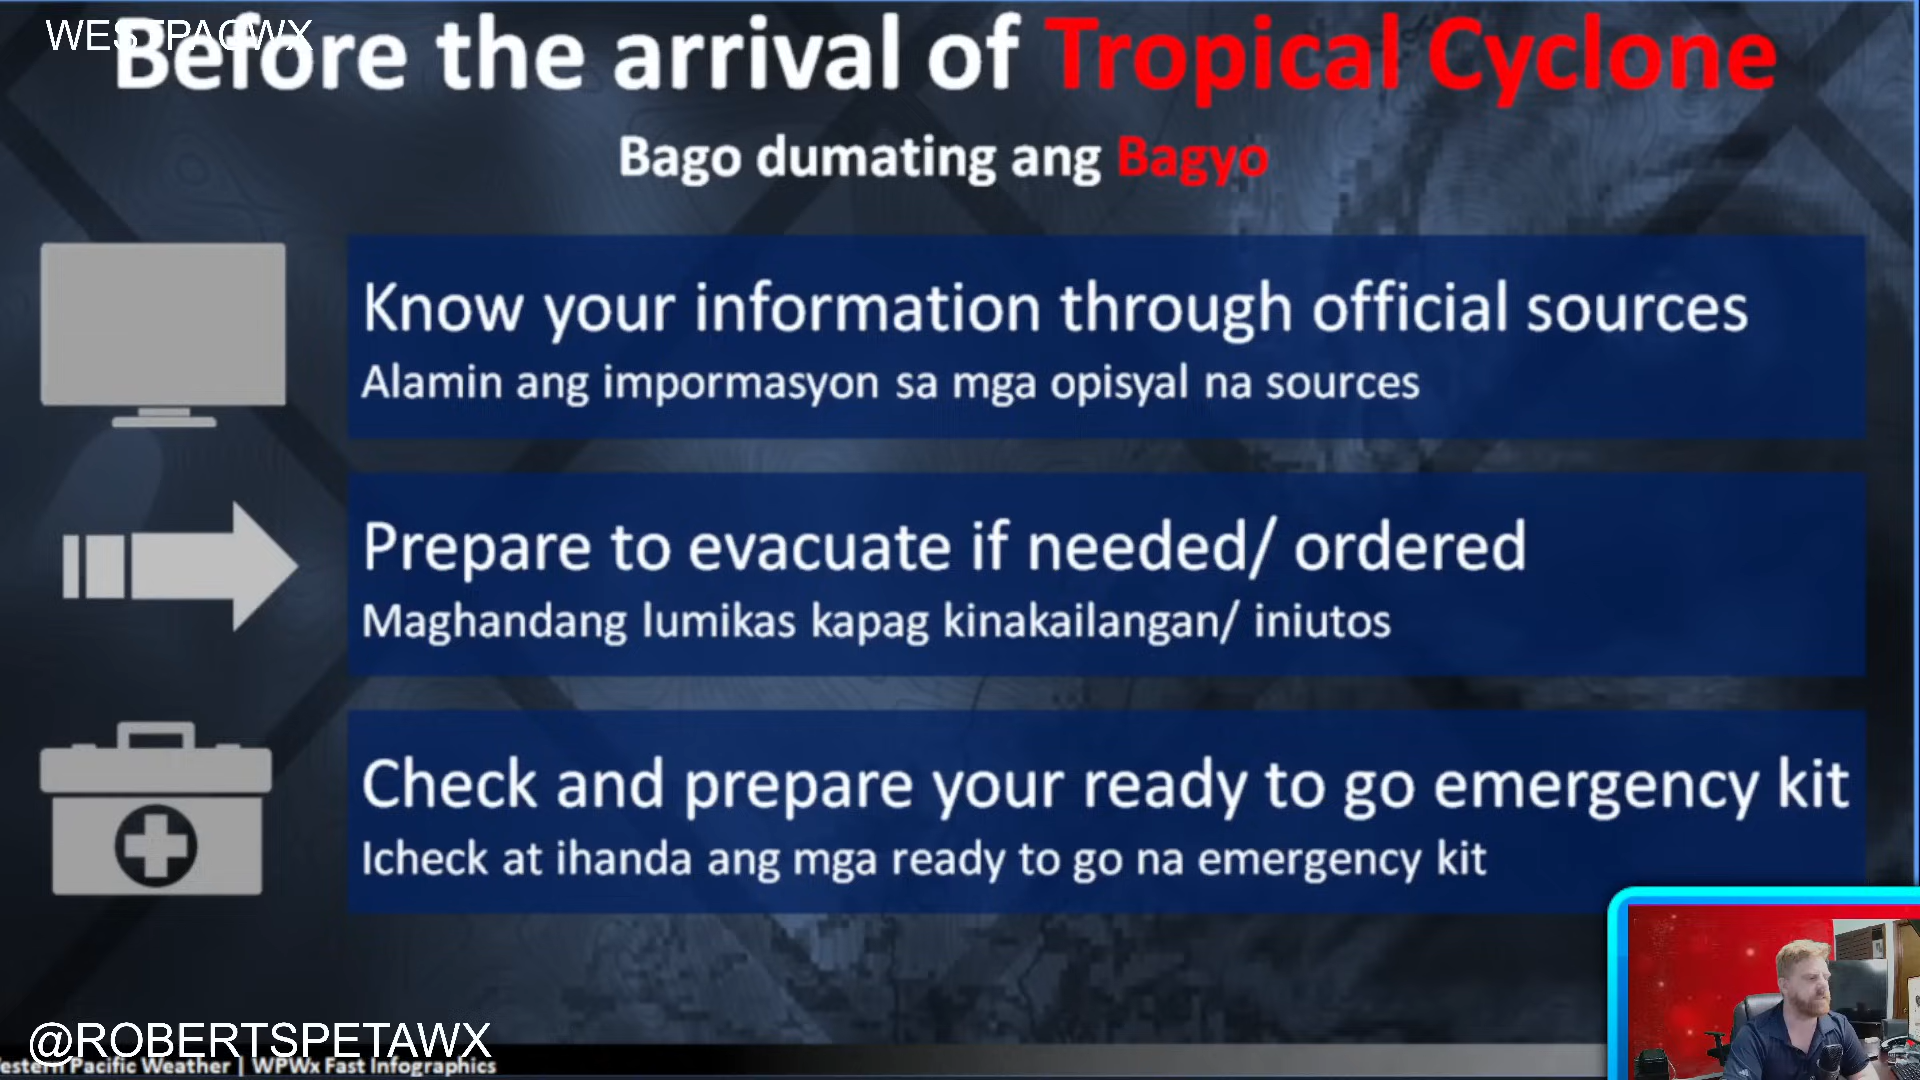 WESTPACWX
Before the arrival of Tropical Cyclone
Bago dumating ang Bagyo
Know your information through official sources
Alamin ang impormasyon sa mga opisyal na sources
Prepare to evacuate if needed/ ordered
Maghandang lumikas kapag kinakailangan/ iniutos
Check and prepare your ready to go emergency kit
Icheck at ihanda ang mga ready to go na emergency kit
@ROBERTSPETAWX
estern Pacific Weather | WPWx Fast Infographics